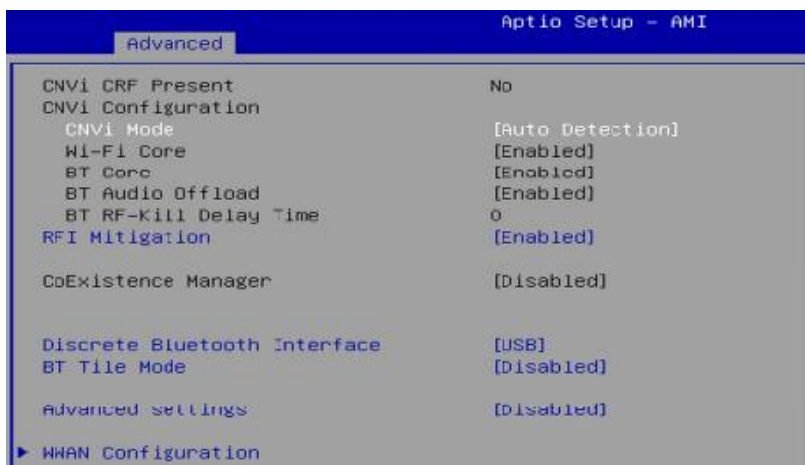 Aptio Setup - AMI
Advanced
CNVi CRF Present No
CNVi Configuration
CNVi Mode [Auto Detection]
Wi-Fi Core [Enabled]
BT Core [Enabled]
BT Audio Offload [Enabled]
BT RF-Kill Delay Time 0
RFI Mitigation [Enabled]
CoExistence Manager [Disabled]
Discrete Bluetooth Interface [USB]
BT Tile Mode [Disabled]
Advanced settings [Disabled]
► WWAN Configuration